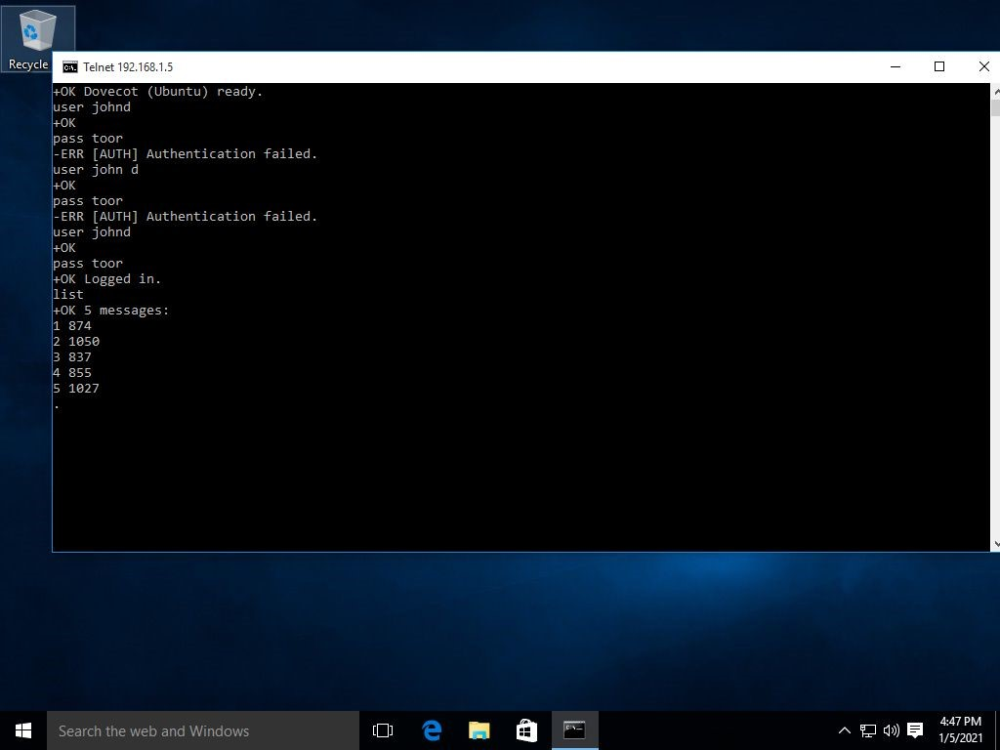 Recycle
Telnet 192.168.1.5
+OK Dovecot (Ubuntu) ready.
user johnd
+OK
pass toor
-ERR [AUTH] Authentication failed.
user john d
+OK
pass toor
-ERR [AUTH] Authentication failed.
user johnd
+OK
pass toor
+OK Logged in.
list
+OK 5 messages:
1 874
2 1050
3 837
4 855
5 1027
.
Search the web and Windows
4:47 PM
1/5/2021